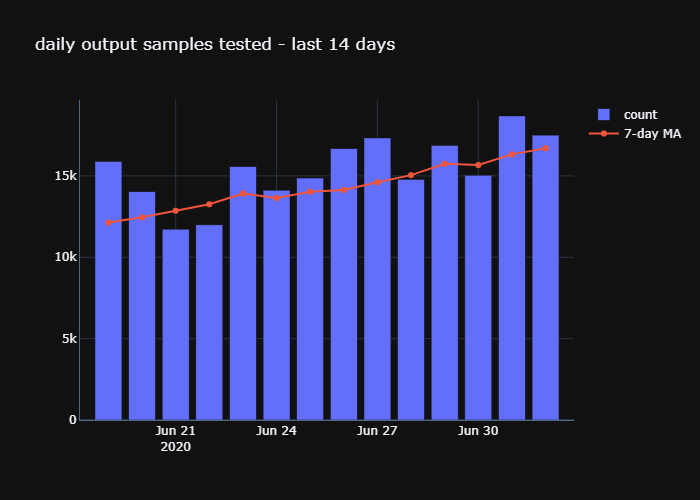 daily output samples tested - last 14 days
count
7-day MA
15k
10k
5k
0
Jun 21
2020
Jun 24
Jun 27
Jun 30